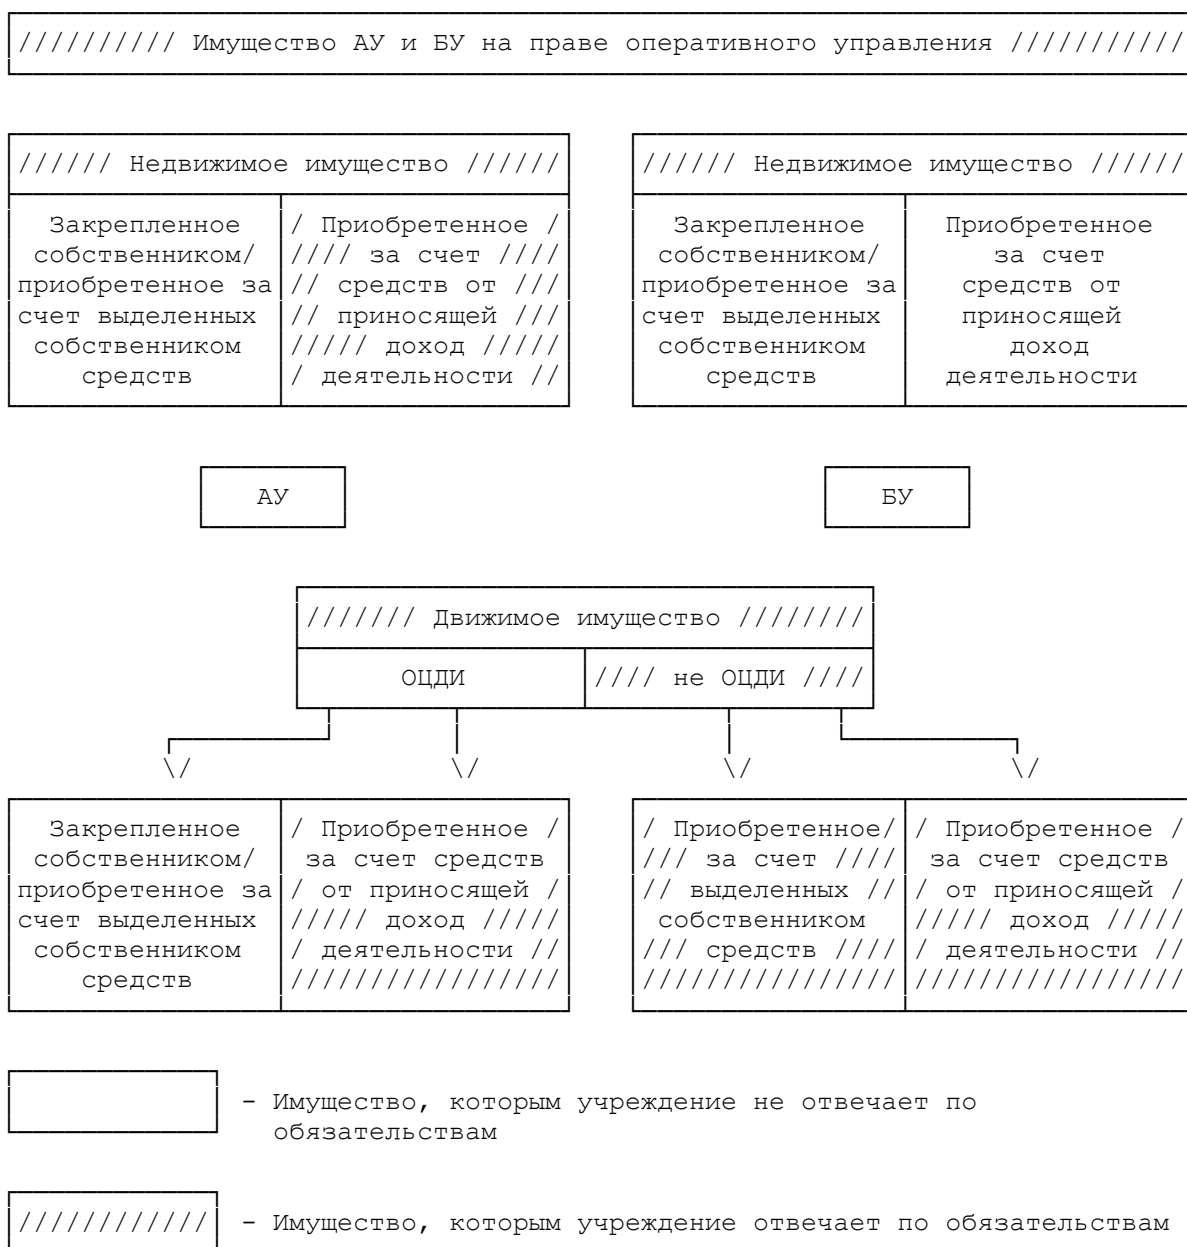 ////////// Имущество АУ и БУ на праве оперативного управления ///////////
////// Недвижимое имущество //////
Закрепленное
собственником/
приобретенное за
счет выделенных
собственником
средств
/ Приобретенное /
//// за счет ////
// средств от ///
// приносящей ///
///// доход /////
/ деятельности //
////// Недвижимое имущество //////
Закрепленное
собственником/
приобретенное за
счет выделенных
собственником
средств
Приобретенное
за счет
средств от
приносящей
доход
деятельности
АУ
БУ
/////// Движимое имущество ////////
ОЦДИ
//// не ОЦДИ ////
\/ \/ \/ \/
Закрепленное
собственником/
приобретенное за
счет выделенных
собственником
средств
/ Приобретенное /
за счет средств
/ от приносящей /
///// доход /////
/ деятельности //
/////////////////
/ Приобретенное/
/// за счет ////
// выделенных //
собственником
/// средств ////
////////////////
/ Приобретенное /
за счет средств
/ от приносящей /
///// доход /////
/ деятельности //
/////////////////
- Имущество, которым учреждение не отвечает по
обязательствам
//////////// - Имущество, которым учреждение отвечает по обязательствам